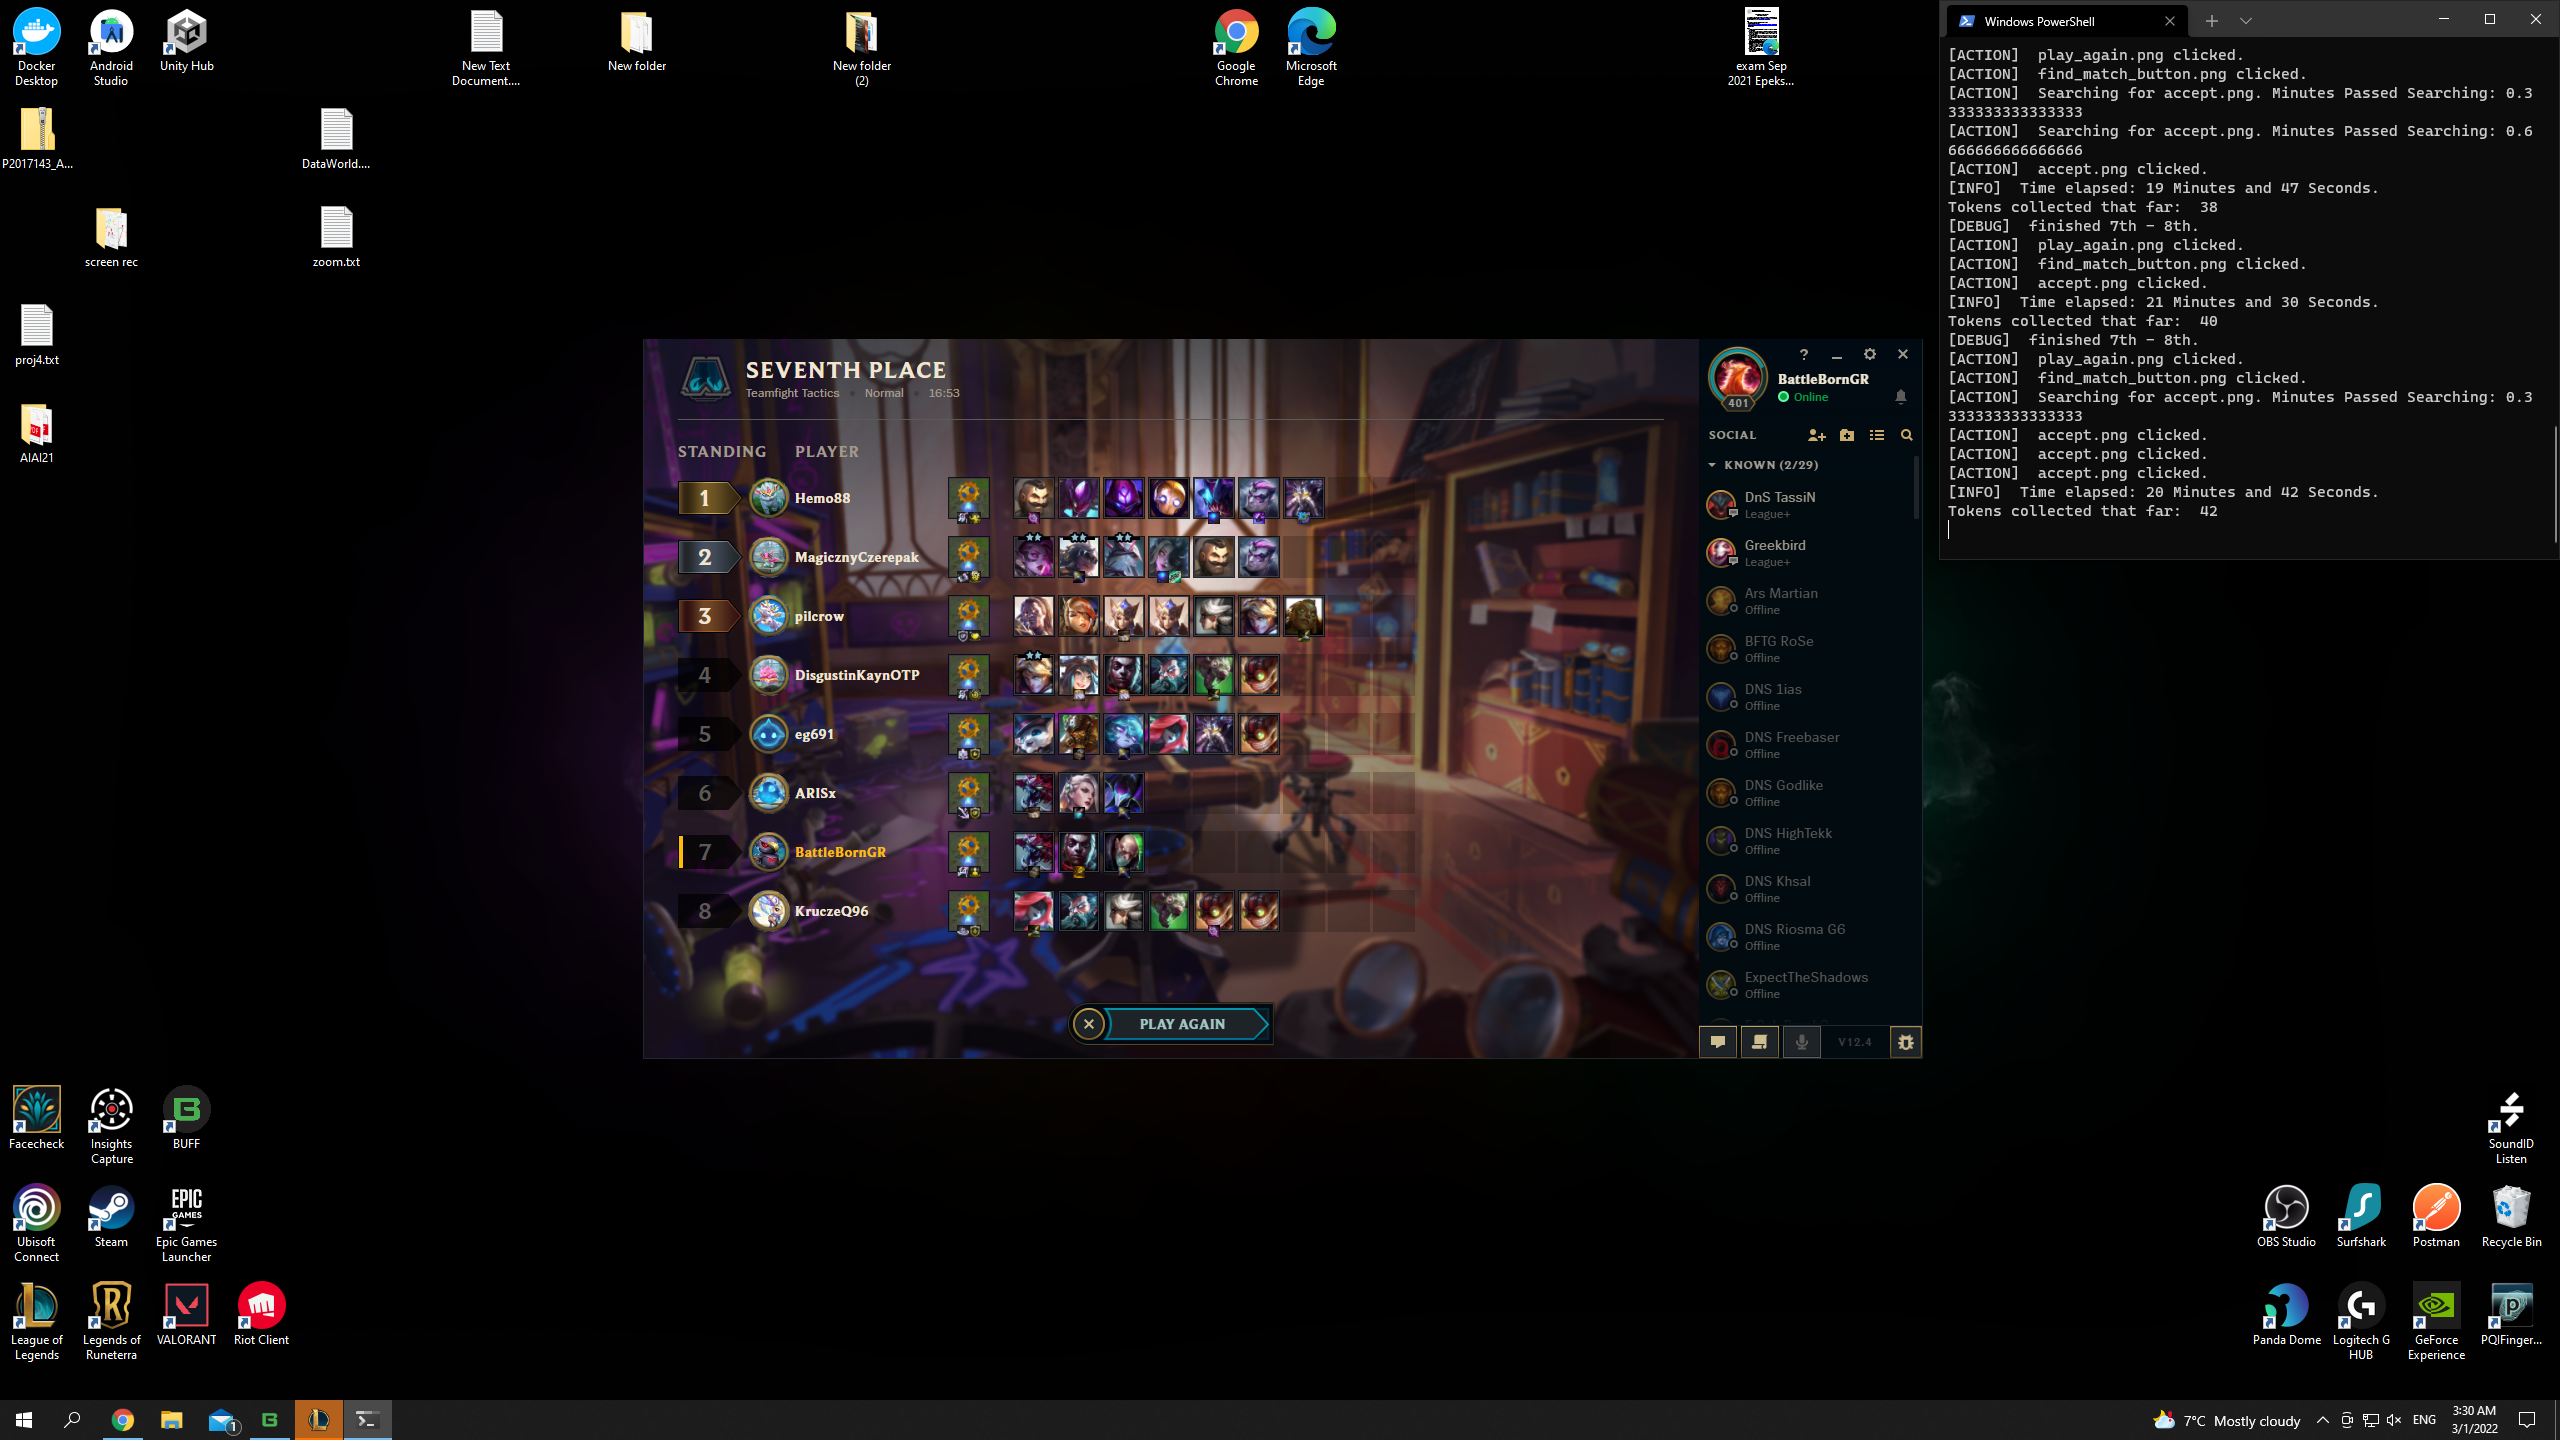 Docker Desktop
Android Studio
Unity Hub
New Text Document....
New folder
New folder (2)
Google Chrome
Microsoft Edge
exam Sep 2021 Epeks...
P2017143_A...
DataWorld....
screen rec
zoom.txt
proj4.txt
AIAI21
Windows PowerShell
[ACTION]  play_again.png clicked.
[ACTION]  find_match_button.png clicked.
[ACTION]  Searching for accept.png. Minutes Passed Searching: 0.3
333333333333333
[ACTION]  Searching for accept.png. Minutes Passed Searching: 0.6
666666666666666
[ACTION]  accept.png clicked.
[INFO]  Time elapsed: 19 Minutes and 47 Seconds.
Tokens collected that far:  38
[DEBUG]  finished 7th - 8th.
[ACTION]  play_again.png clicked.
[ACTION]  find_match_button.png clicked.
[ACTION]  accept.png clicked.
[INFO]  Time elapsed: 21 Minutes and 30 Seconds.
Tokens collected that far:  40
[DEBUG]  finished 7th - 8th.
[ACTION]  play_again.png clicked.
[ACTION]  find_match_button.png clicked.
[ACTION]  Searching for accept.png. Minutes Passed Searching: 0.3
333333333333333
[ACTION]  accept.png clicked.
[ACTION]  accept.png clicked.
[ACTION]  accept.png clicked.
[INFO]  Time elapsed: 20 Minutes and 42 Seconds.
Tokens collected that far:  42
SEVENTH PLACE
Teamfight Tactics • Normal • 16:53
STANDING PLAYER
1 Hemo88
2 MagicznyCzerepak
3 pilcrow
4 DisgustinKaynOTP
5 eg691
6 ARISx
7 BattleBornGR
8 KruczeQ96
PLAY AGAIN
?
401
BattleBornGR
Online
SOCIAL
KNOWN (2/29)
DnS TassiN
League+
Greekbird
League+
Ars Martian
Offline
BFTG RoSe
Offline
DNS 1ias
Offline
DNS Freebaser
Offline
DNS Godlike
Offline
DNS HighTekk
Offline
DNS Khsal
Offline
DNS Riosma G6
Offline
ExpectTheShadows
Offline
V12.4
Facecheck
Insights Capture
BUFF
Ubisoft Connect
Steam
EPIC GAMES
Epic Games Launcher
League of Legends
Legends of Runeterra
VALORANT
Riot Client
SoundID Listen
OBS Studio
Surfshark
Postman
Recycle Bin
Panda Dome
Logitech G HUB
GeForce Experience
PQIFinger...
1
7°C Mostly cloudy
ENG
3:30 AM
3/1/2022